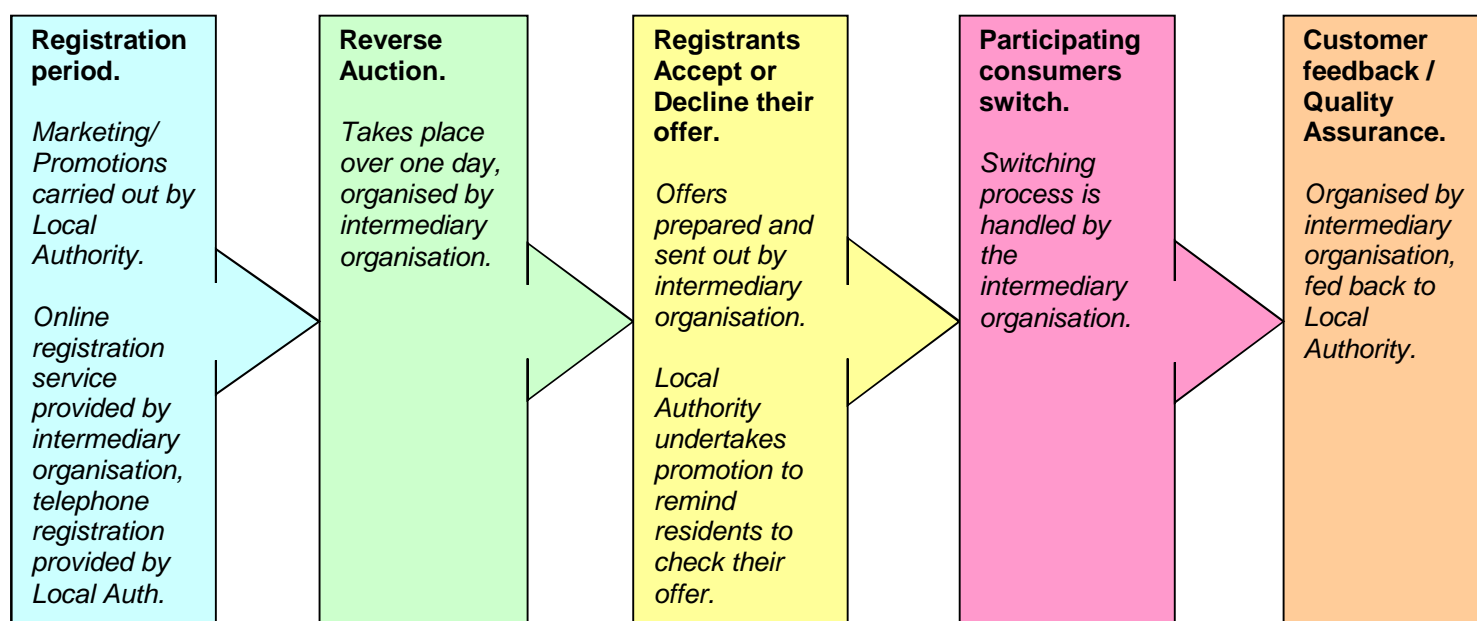 Registration
period.
Marketing/
Promotions
carried out by
Local
Authority.
Online
registration
service
provided by
intermediary
organisation,
telephone
registration
provided by
Local Auth.
Reverse
Auction.
Takes place
over one day,
organised by
intermediary
organisation.
Registrants
Accept or
Decline their
offer.
Offers
prepared and
sent out by
intermediary
organisation.
Local
Authority
undertakes
promotion to
remind
residents to
check their
offer.
Participating
consumers
switch.
Switching
process is
handled by
the
intermediary
organisation.
Customer
feedback /
Quality
Assurance.
Organised by
intermediary
organisation,
fed back to
Local
Authority.